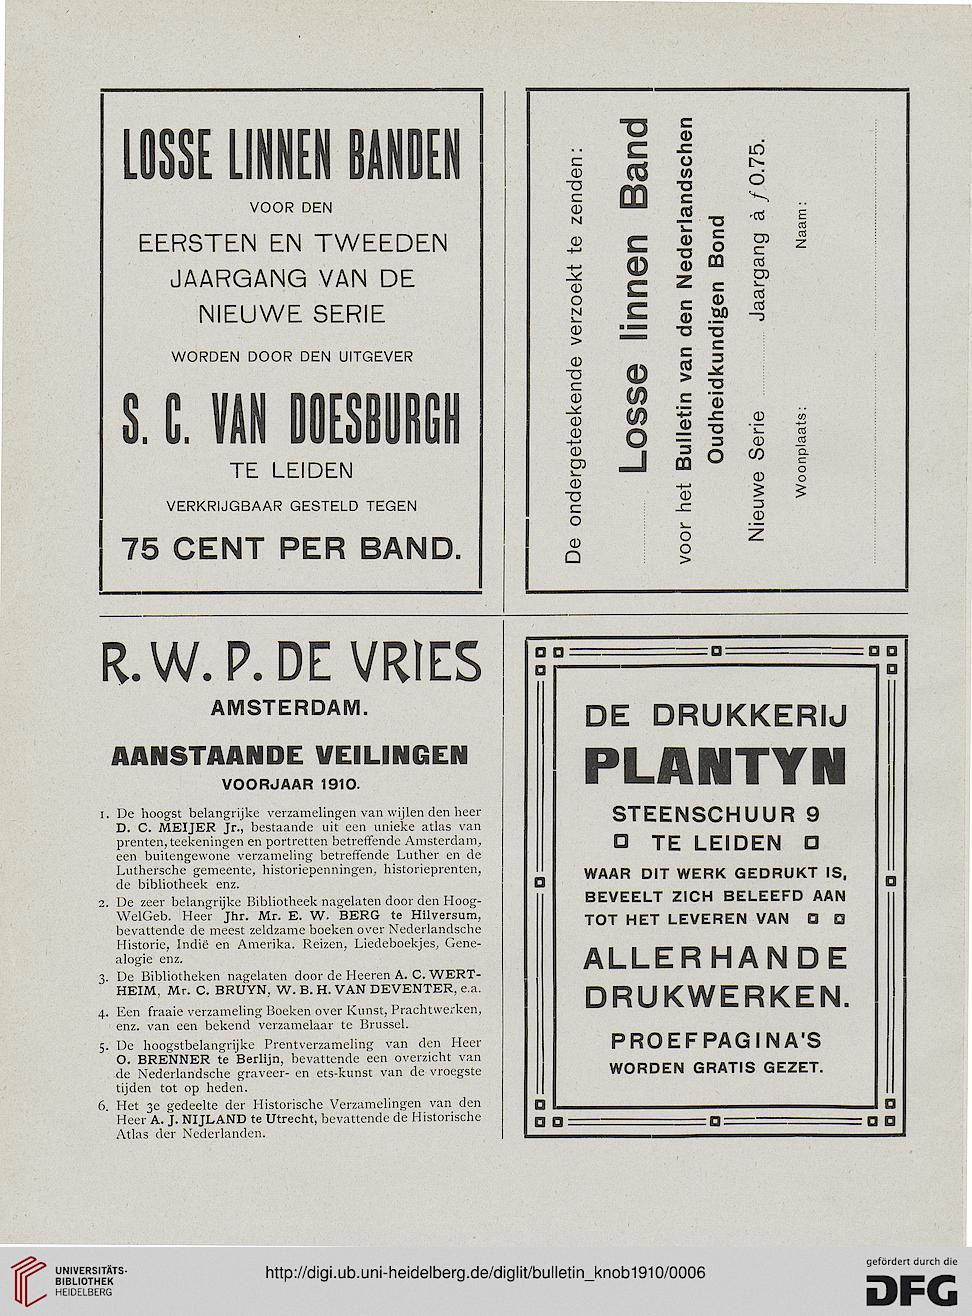 LOSSE LINNEN BANDEN
VOOR DEN
EERSTEN EN TWEEDEN
JAARGANG VAN DE
NIEUWE SERIE
WORDEN DOOR DEN UITGEVER
S. C. VAN DOESBURGH
TE LEIDEN
VERKRIJGBAAR GESTELD TEGEN
75 CENT PER BAND.
De ondergeteekende verzoekt te zenden:
Losse linnen Band
voor het Bulletin van den Nederlandschen
Oudheidkundigen Bond
Nieuwe Serie Jaargang à ƒ 0.75.
Woonplaats: Naam:
R. W. P. DE VRIES
AMSTERDAM.
AANSTAANDE VEILINGEN
VOORJAAR 1910.
1. De hoogst belangrijke verzamelingen van wijlen den heer
D. C. MEIJER Jr., bestaande uit een unieke atlas van
prenten, teekeningen en portretten betreffende Amsterdam,
een buitengewone verzameling betreffende Luther en de
Luthersche gemeente, historiepenningen, historieprenten,
de bibliotheek enz.
2. De zeer belangrijke Bibliotheek nagelaten door den Hoog-
WelGeb. Heer Jhr. Mr. E. W. BERG te Hilversum,
bevattende de meest zeldzame boeken over Nederlandsche
Historie, Indië en Amerika. Reizen, Liedeboekjes, Gene-
alogie enz.
3. De Bibliotheken nagelaten door de Heeren A. C. WERT-
HEIM, Mr. C. BRUYN, W. B. H. VAN DEVENTER, e.a.
4. Een fraaie verzameling Boeken over Kunst, Prachtwerken,
enz. van een bekend verzamelaar te Brussel.
5. De hoogstbelangrijke Prentverzameling van den Heer
O. BRENNER te Berlijn, bevattende een overzicht van
de Nederlandsche graveer- en ets-kunst van de vroegste
tijden tot op heden.
6. Het 3e gedeelte der Historische Verzamelingen van den
Heer A. J. NIJLAND te Utrecht, bevattende de Historische
Atlas der Nederlanden.
DE DRUKKERIJ
PLANTYN
STEENSCHUUR 9
TE LEIDEN
WAAR DIT WERK GEDRUKT IS,
BEVEELT ZICH BELEEFD AAN
TOT HET LEVEREN VAN
ALLERHANDE
DRUKWERKEN.
PROEFPAGINA'S
WORDEN GRATIS GEZET.
UNIVERSITÄTS-
BIBLIOTHEK
HEIDELBERG
http://digi.ub.uni-heidelberg.de/diglit/bulletin_knob1910/0006
gefördert durch die
DFG